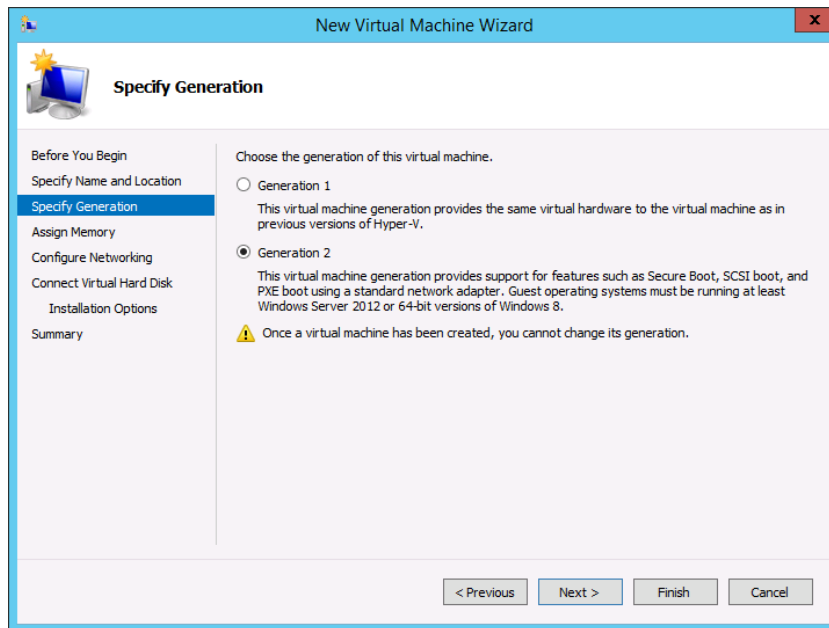 New Virtual Machine Wizard
x
Specify Generation
Before You Begin
Specify Name and Location
Specify Generation
Assign Memory
Configure Networking
Connect Virtual Hard Disk
Installation Options
Summary
Choose the generation of this virtual machine.
Generation 1
This virtual machine generation provides the same virtual hardware to the virtual machine as in
previous versions of Hyper-V.
Generation 2
This virtual machine generation provides support for features such as Secure Boot, SCSI boot, and
PXE boot using a standard network adapter. Guest operating systems must be running at least
Windows Server 2012 or 64-bit versions of Windows 8.
Once a virtual machine has been created, you cannot change its generation.
< Previous
Next >
Finish
Cancel